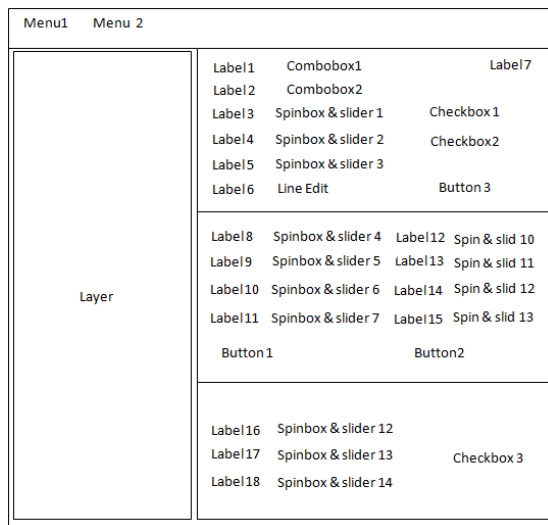 Menu1 Menu 2
Layer
Label1 Combobox1 Label7
Label2 Combobox2
Label3 Spinbox & slider 1 Checkbox 1
Label4 Spinbox & slider 2 Checkbox2
Label5 Spinbox & slider 3
Label6 Line Edit Button 3
Label8 Spinbox & slider 4 Label12 Spin & slid 10
Label9 Spinbox & slider 5 Label13 Spin & slid 11
Label10 Spinbox & slider 6 Label14 Spin & slid 12
Label11 Spinbox & slider 7 Label15 Spin & slid 13
Button1 Button2
Label16 Spinbox & slider 12
Label17 Spinbox & slider 13 Checkbox 3
Label18 Spinbox & slider 14